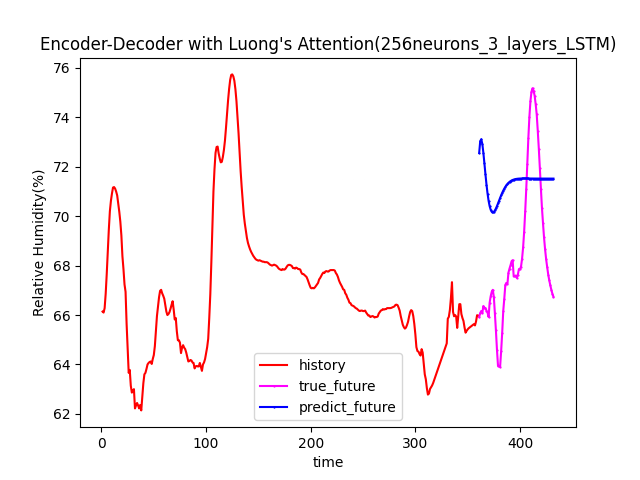 Encoder-Decoder with Luong's Attention(256neurons_3_layers_LSTM)
76
74
72
70
68
66
64
62
Relative Humidity(%)
history
true_future
predict_future
0
100
200
300
400
time